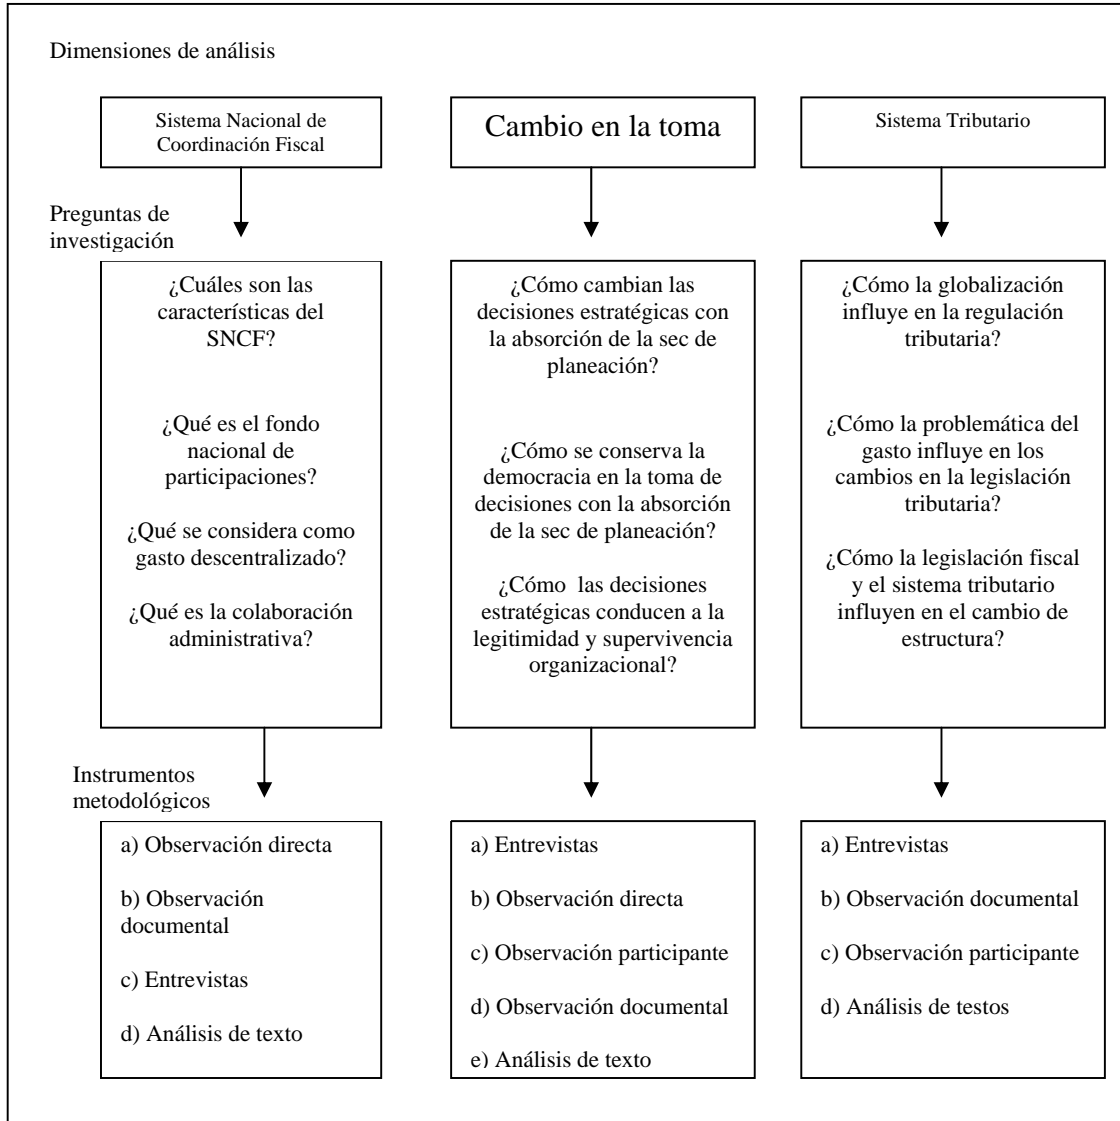 Dimensiones de análisis
Sistema Nacional de
Coordinación Fiscal
Cambio en la toma
Sistema Tributario
Preguntas de
investigación
¿Cuáles son las
características del
SNCF?
¿Qué es el fondo
nacional de
participaciones?
¿Qué se considera como
gasto descentralizado?
¿Qué es la colaboración
administrativa?
¿Cómo cambian las
decisiones estratégicas con
la absorción de la sec de
planeación?
¿Cómo se conserva la
democracia en la toma de
decisiones con la absorción
de la sec de planeación?
¿Cómo las decisiones
estratégicas conducen a la
legitimidad y supervivencia
organizacional?
¿Cómo la globalización
influye en la regulación
tributaria?
¿Cómo la problemática del
gasto influye en los
cambios en la legislación
tributaria?
¿Cómo la legislación fiscal
y el sistema tributario
influyen en el cambio de
estructura?
Instrumentos
metodológicos
a) Observación directa
b) Observación
documental
c) Entrevistas
d) Análisis de texto
a) Entrevistas
b) Observación directa
c) Observación participante
d) Observación documental
e) Análisis de texto
a) Entrevistas
b) Observación documental
c) Observación participante
d) Análisis de testos